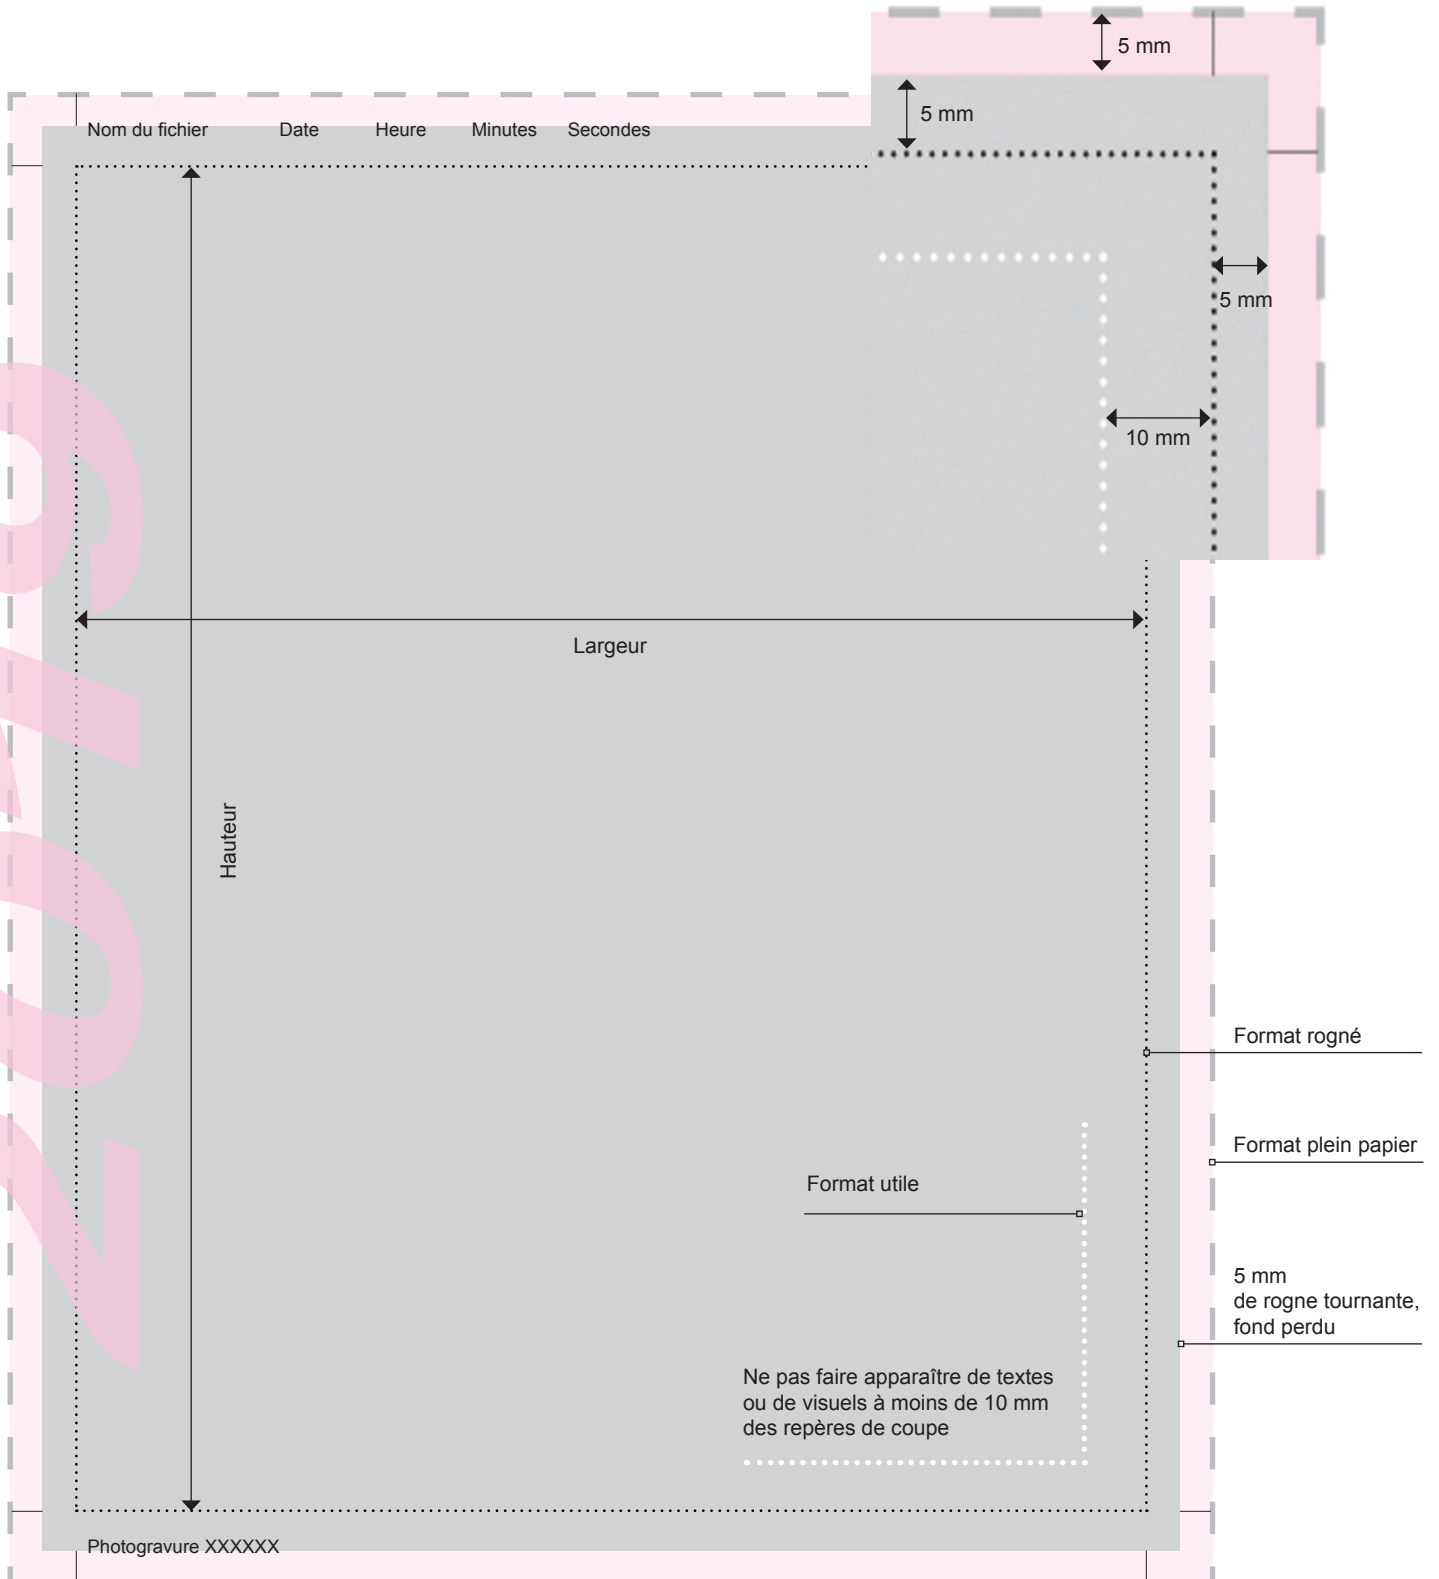 5 mm
5 mm
Nom du fichier Date Heure Minutes Secondes
5 mm
10 mm
Largeur
Hauteur
Format rogné
Format plein papier
Format utile
5 mm
de rogne tournante,
fond perdu
Ne pas faire apparaître de textes
ou de visuels à moins de 10 mm
des repères de coupe
Photogravure XXXXXX